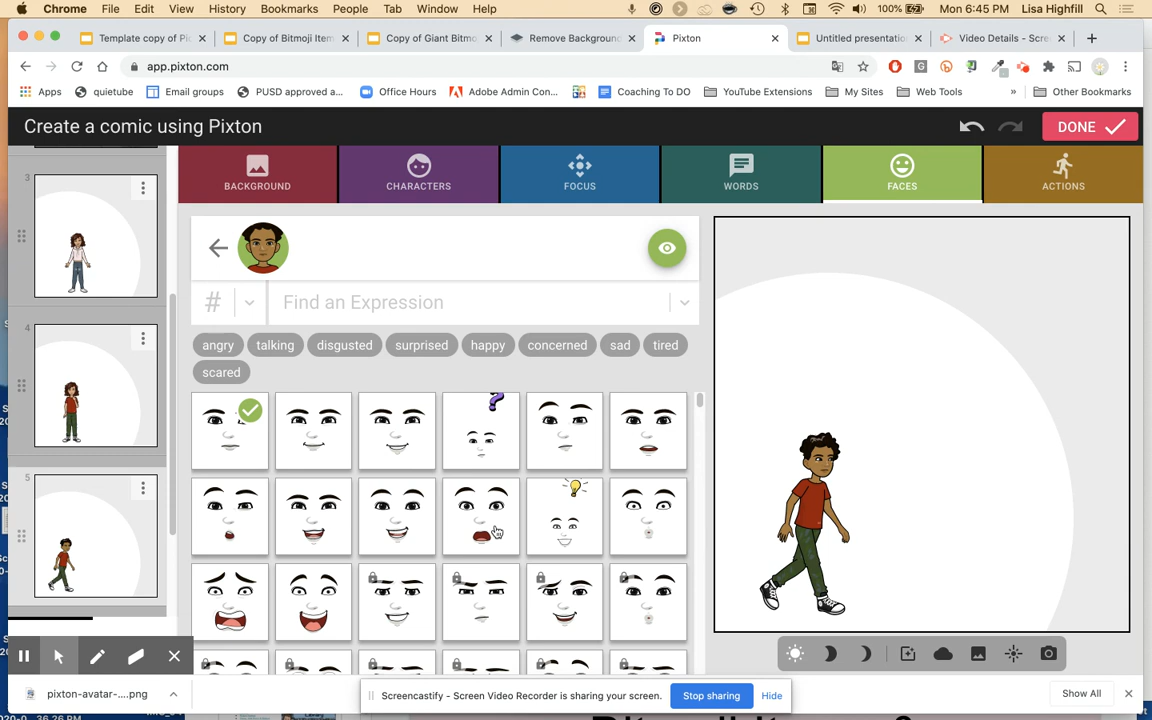 Chrome File Edit View History Bookmarks People Tab Window Help 100% Mon 6:45 PM Lisa Highfill
Template copy of Pic Copy of Bitmoji Item Copy of Giant Bitmo Remove Background Pixton Untitled presentatio Video Details - Scre
app.pixton.com
Apps quietube Email groups PUSD approved a... Office Hours Adobe Admin Con... Coaching To DO YouTube Extensions My Sites Web Tools » Other Bookmarks
Create a comic using Pixton DONE
BACKGROUND CHARACTERS FOCUS WORDS FACES ACTIONS
3
# Find an Expression
angry talking disgusted surprised happy concerned sad tired
scared
4
5
pixton-avatar-....png
Screencastify - Screen Video Recorder is sharing your screen. Stop sharing Hide
Show All